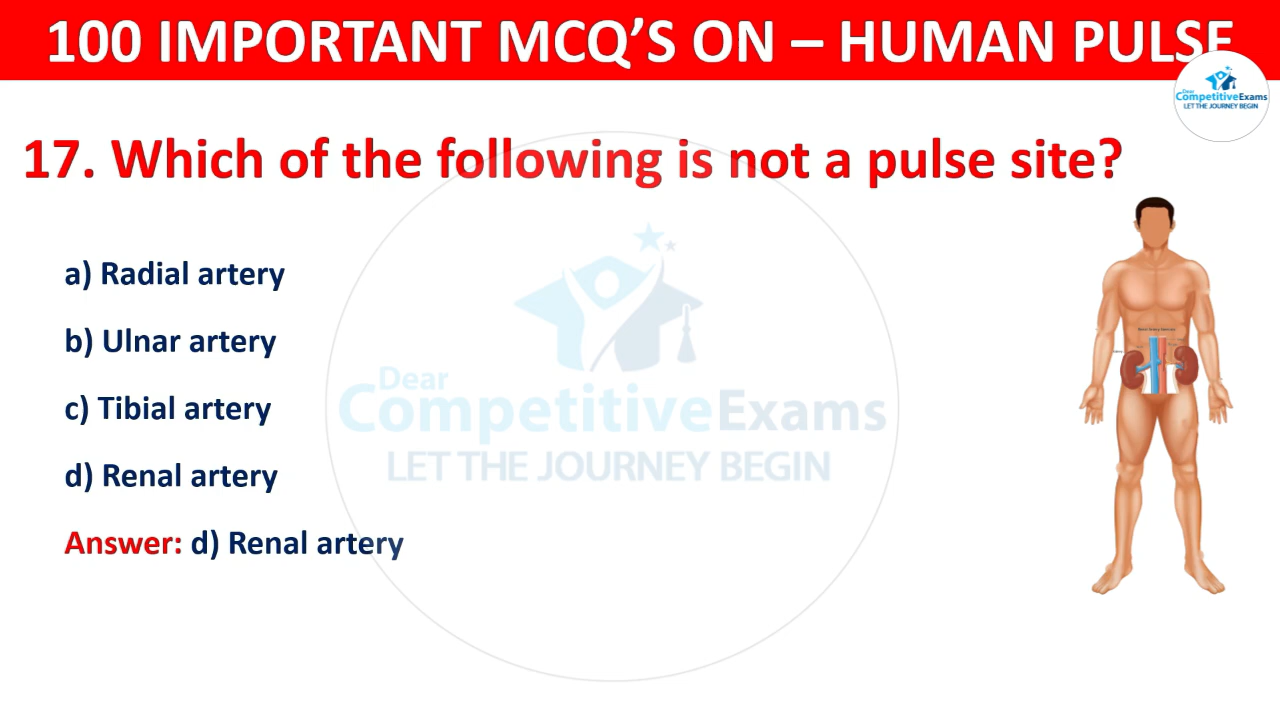 100 IMPORTANT MCQ’S ON – HUMAN PULSE
Dear
CompetitiveExams
LET THE JOURNEY BEGIN
17. Which of the following is not a pulse site?
a) Radial artery
b) Ulnar artery
c) Tibial artery
d) Renal artery
Answer: d) Renal artery
Dear
CompetitiveExams
LET THE JOURNEY BEGIN